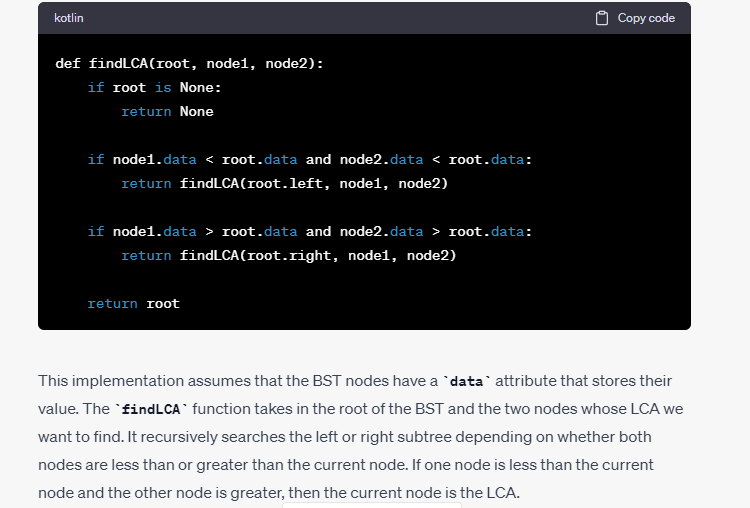 kotlin Copy code
def findLCA(root, node1, node2):
    if root is None:
        return None
    if node1.data < root.data and node2.data < root.data:
        return findLCA(root.left, node1, node2)
    if node1.data > root.data and node2.data > root.data:
        return findLCA(root.right, node1, node2)
    return root
This implementation assumes that the BST nodes have a `data` attribute that stores their
value. The `findLCA` function takes in the root of the BST and the two nodes whose LCA we
want to find. It recursively searches the left or right subtree depending on whether both
nodes are less than or greater than the current node. If one node is less than the current
node and the other node is greater, then the current node is the LCA.